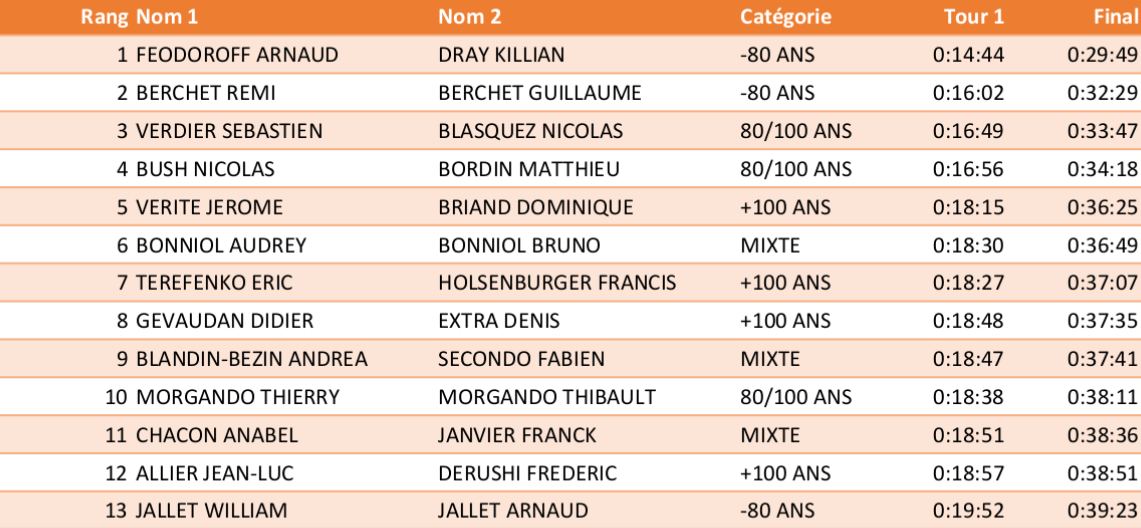 Rang Nom 1 Nom 2 Catégorie Tour 1 Final
1 FEODOROFF ARNAUD DRAY KILLIAN -80 ANS 0:14:44 0:29:49
2 BERCHET REMI BERCHET GUILLAUME -80 ANS 0:16:02 0:32:29
3 VERDIER SEBASTIEN BLASQUEZ NICOLAS 80/100 ANS 0:16:49 0:33:47
4 BUSH NICOLAS BORDIN MATTHIEU 80/100 ANS 0:16:56 0:34:18
5 VERITE JEROME BRIAND DOMINIQUE +100 ANS 0:18:15 0:36:25
6 BONNIOL AUDREY BONNIOL BRUNO MIXTE 0:18:30 0:36:49
7 TEREFENKO ERIC HOLSENBURGER FRANCIS +100 ANS 0:18:27 0:37:07
8 GEVAUDAN DIDIER EXTRA DENIS +100 ANS 0:18:48 0:37:35
9 BLANDIN-BEZIN ANDREA SECONDO FABIEN MIXTE 0:18:47 0:37:41
10 MORGANDO THIERRY MORGANDO THIBAULT 80/100 ANS 0:18:38 0:38:11
11 CHACON ANABEL JANVIER FRANCK MIXTE 0:18:51 0:38:36
12 ALLIER JEAN-LUC DERUSHI FREDERIC +100 ANS 0:18:57 0:38:51
13 JALLET WILLIAM JALLET ARNAUD -80 ANS 0:19:52 0:39:23